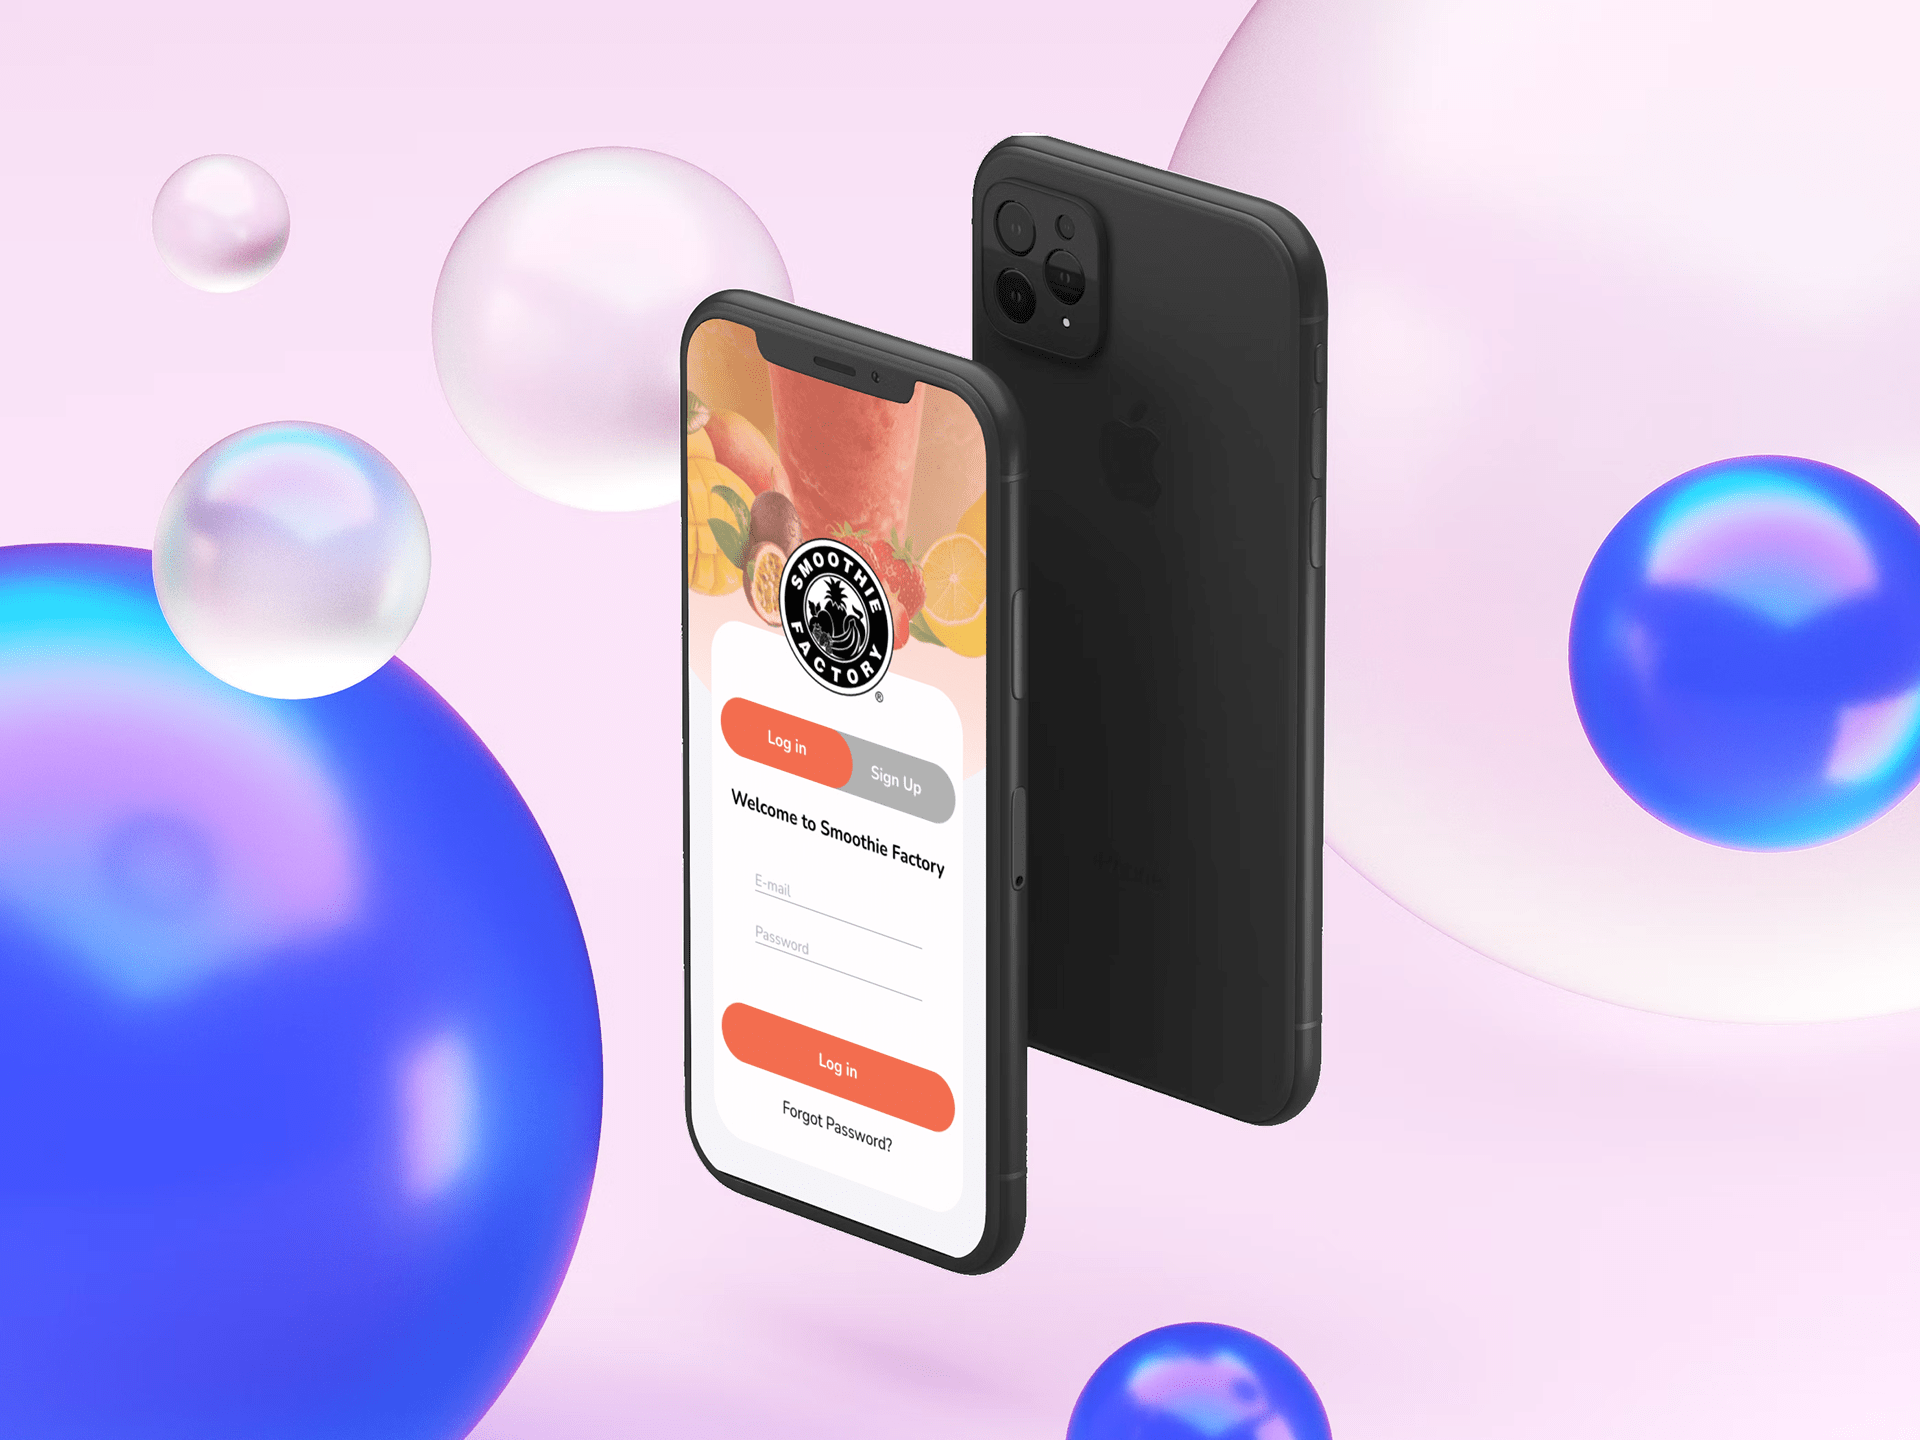 SMOOTHIE
FACTORY
®
Log in
Sign Up
Welcome to Smoothie Factory
E-mail
Password
Log in
Forgot Password?